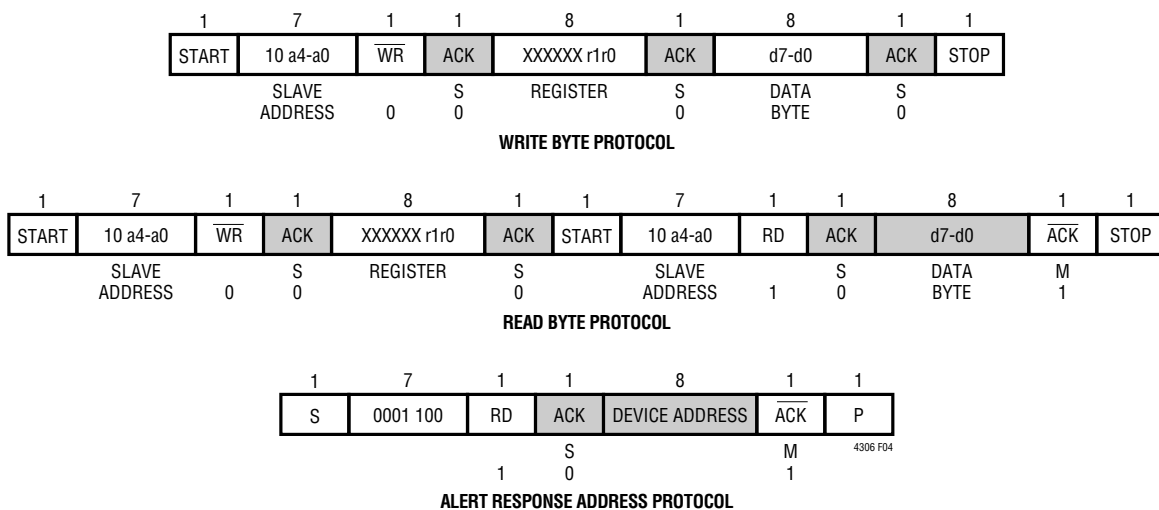 1 7 1 1 8 1 8 1 1
START 10 a4-a0 WR ACK XXXXXX r1r0 ACK d7-d0 ACK STOP
SLAVE S REGISTER S DATA S
ADDRESS 0 0 0 BYTE 0
WRITE BYTE PROTOCOL
1 7 1 1 8 1 1 7 1 1 8 1 1
START 10 a4-a0 WR ACK XXXXXX r1r0 ACK START 10 a4-a0 RD ACK d7-d0 ACK STOP
SLAVE S REGISTER S SLAVE S DATA M
ADDRESS 0 0 0 ADDRESS 1 0 BYTE 1
READ BYTE PROTOCOL
1 7 1 1 8 1 1
S 0001 100 RD ACK DEVICE ADDRESS ACK P
S M 4306 F04
1 0 1
ALERT RESPONSE ADDRESS PROTOCOL